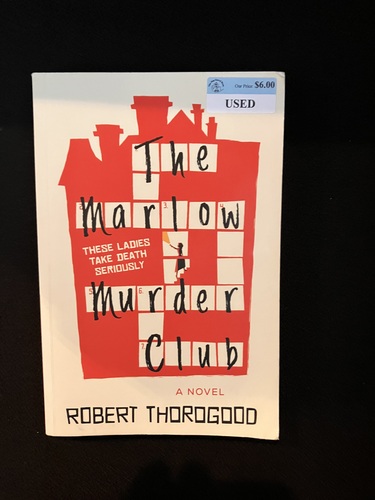 Our Price: $6.00
USED
The
Marlow
THESE LADIES
TAKE DEATH
SERIOUSLY
Murder
Club
A NOVEL
ROBERT THOROGOOD